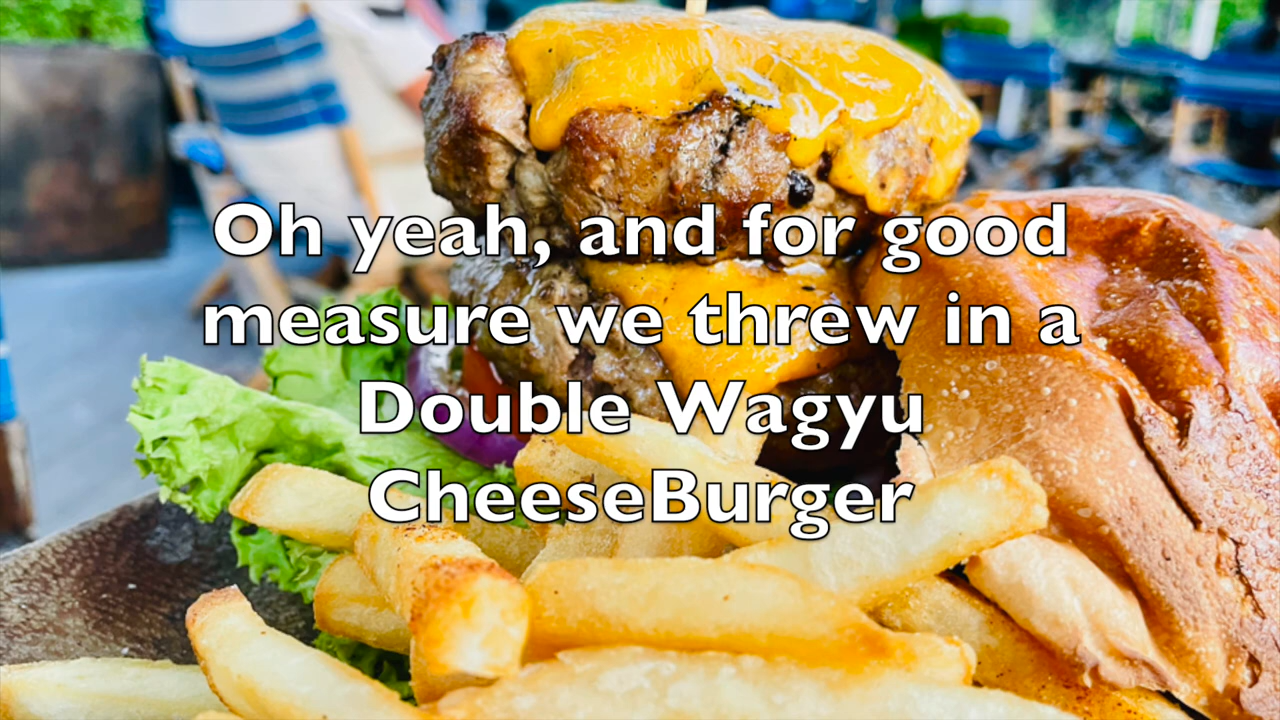 Oh yeah, and for good
measure we threw in a
Double Wagyu
CheeseBurger